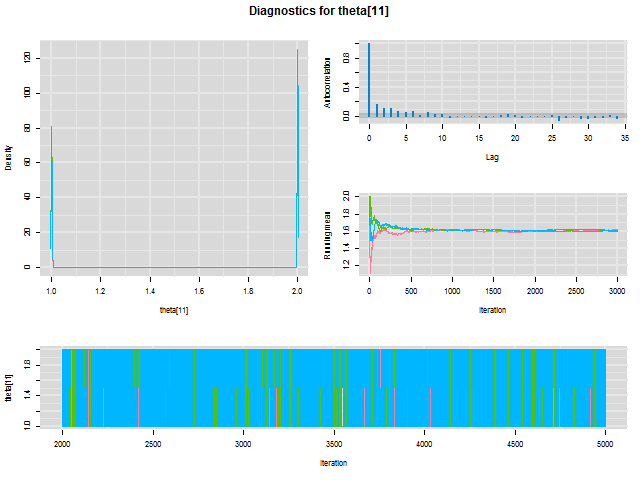 Diagnostics for theta[11]
Density
0 20 40 60 80 100 120
1.0 1.2 1.4 1.6 1.8 2.0
theta[11]
Autocorrelation
0.0 0.4 0.8
0 5 10 15 20 25 30 35
Lag
Running mean
1.2 1.4 1.6 1.8 2.0
0 500 1000 1500 2000 2500 3000
Iteration
theta[11]
1.0 1.4 1.8
2000 2500 3000 3500 4000 4500 5000
Iteration